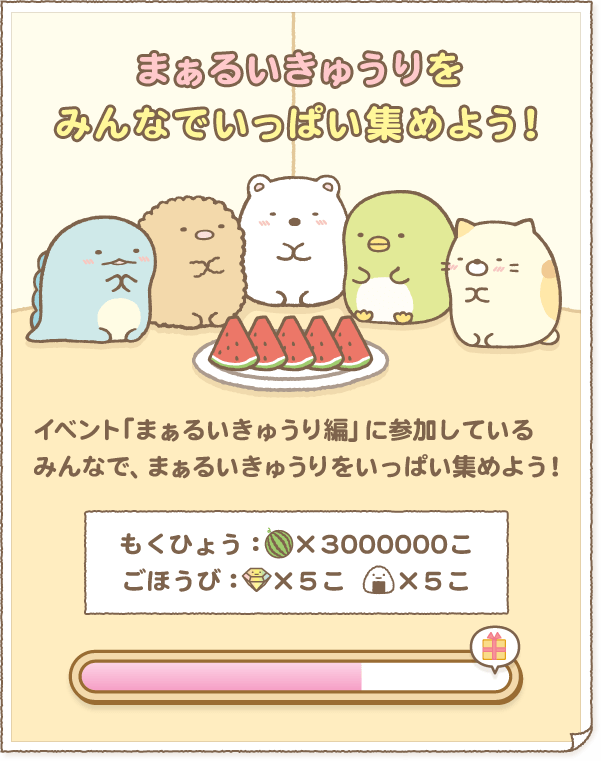 まぁるいきゅうりを
みんなでいっぱい集めよう!
イベント「まぁるいきゅうり編」に参加している
みんなで、まぁるいきゅうりをいっぱい集めよう!
もくひょう:×3000000こ
ごほうび:×5こ ×5こ